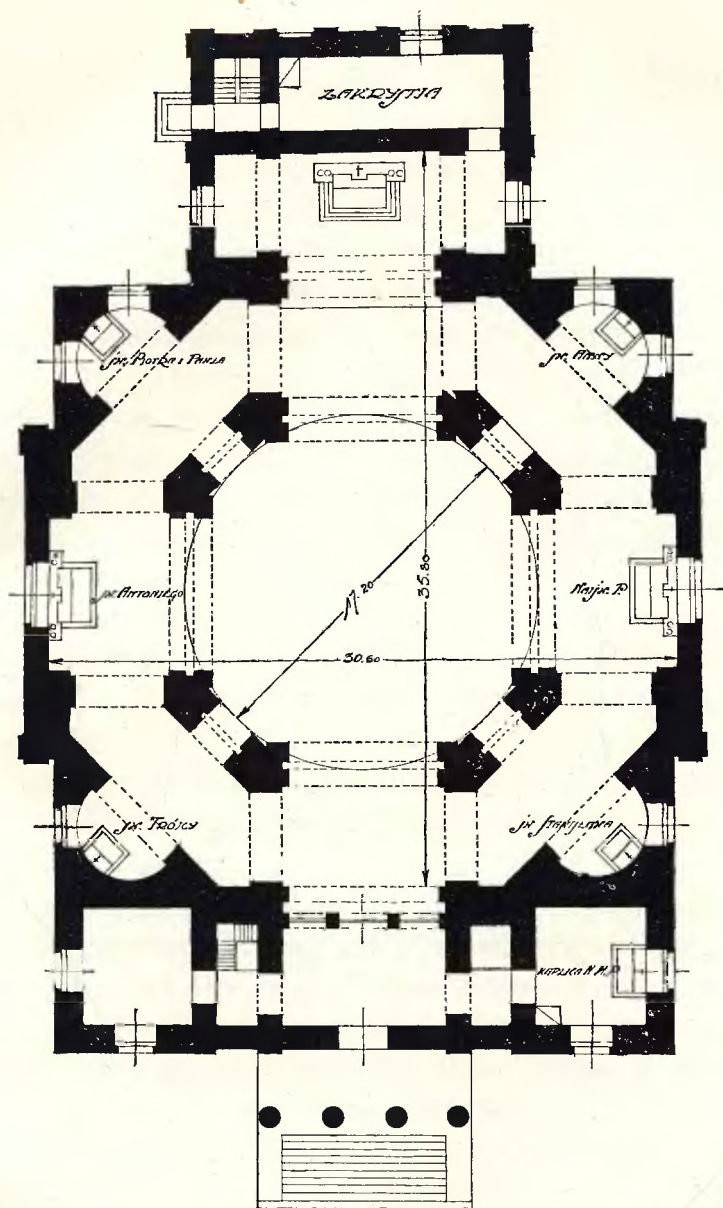 ZAKRYSTJA
ŚW. PIOTRA I PAWŁA
ŚW. ANNY
17.20
35.80
ŚW. ANTONIEGO
NAJŚW. P.
30.60
ŚW. TRÓJCY
ŚW. STANISŁAWA
KAPLICA N.M.